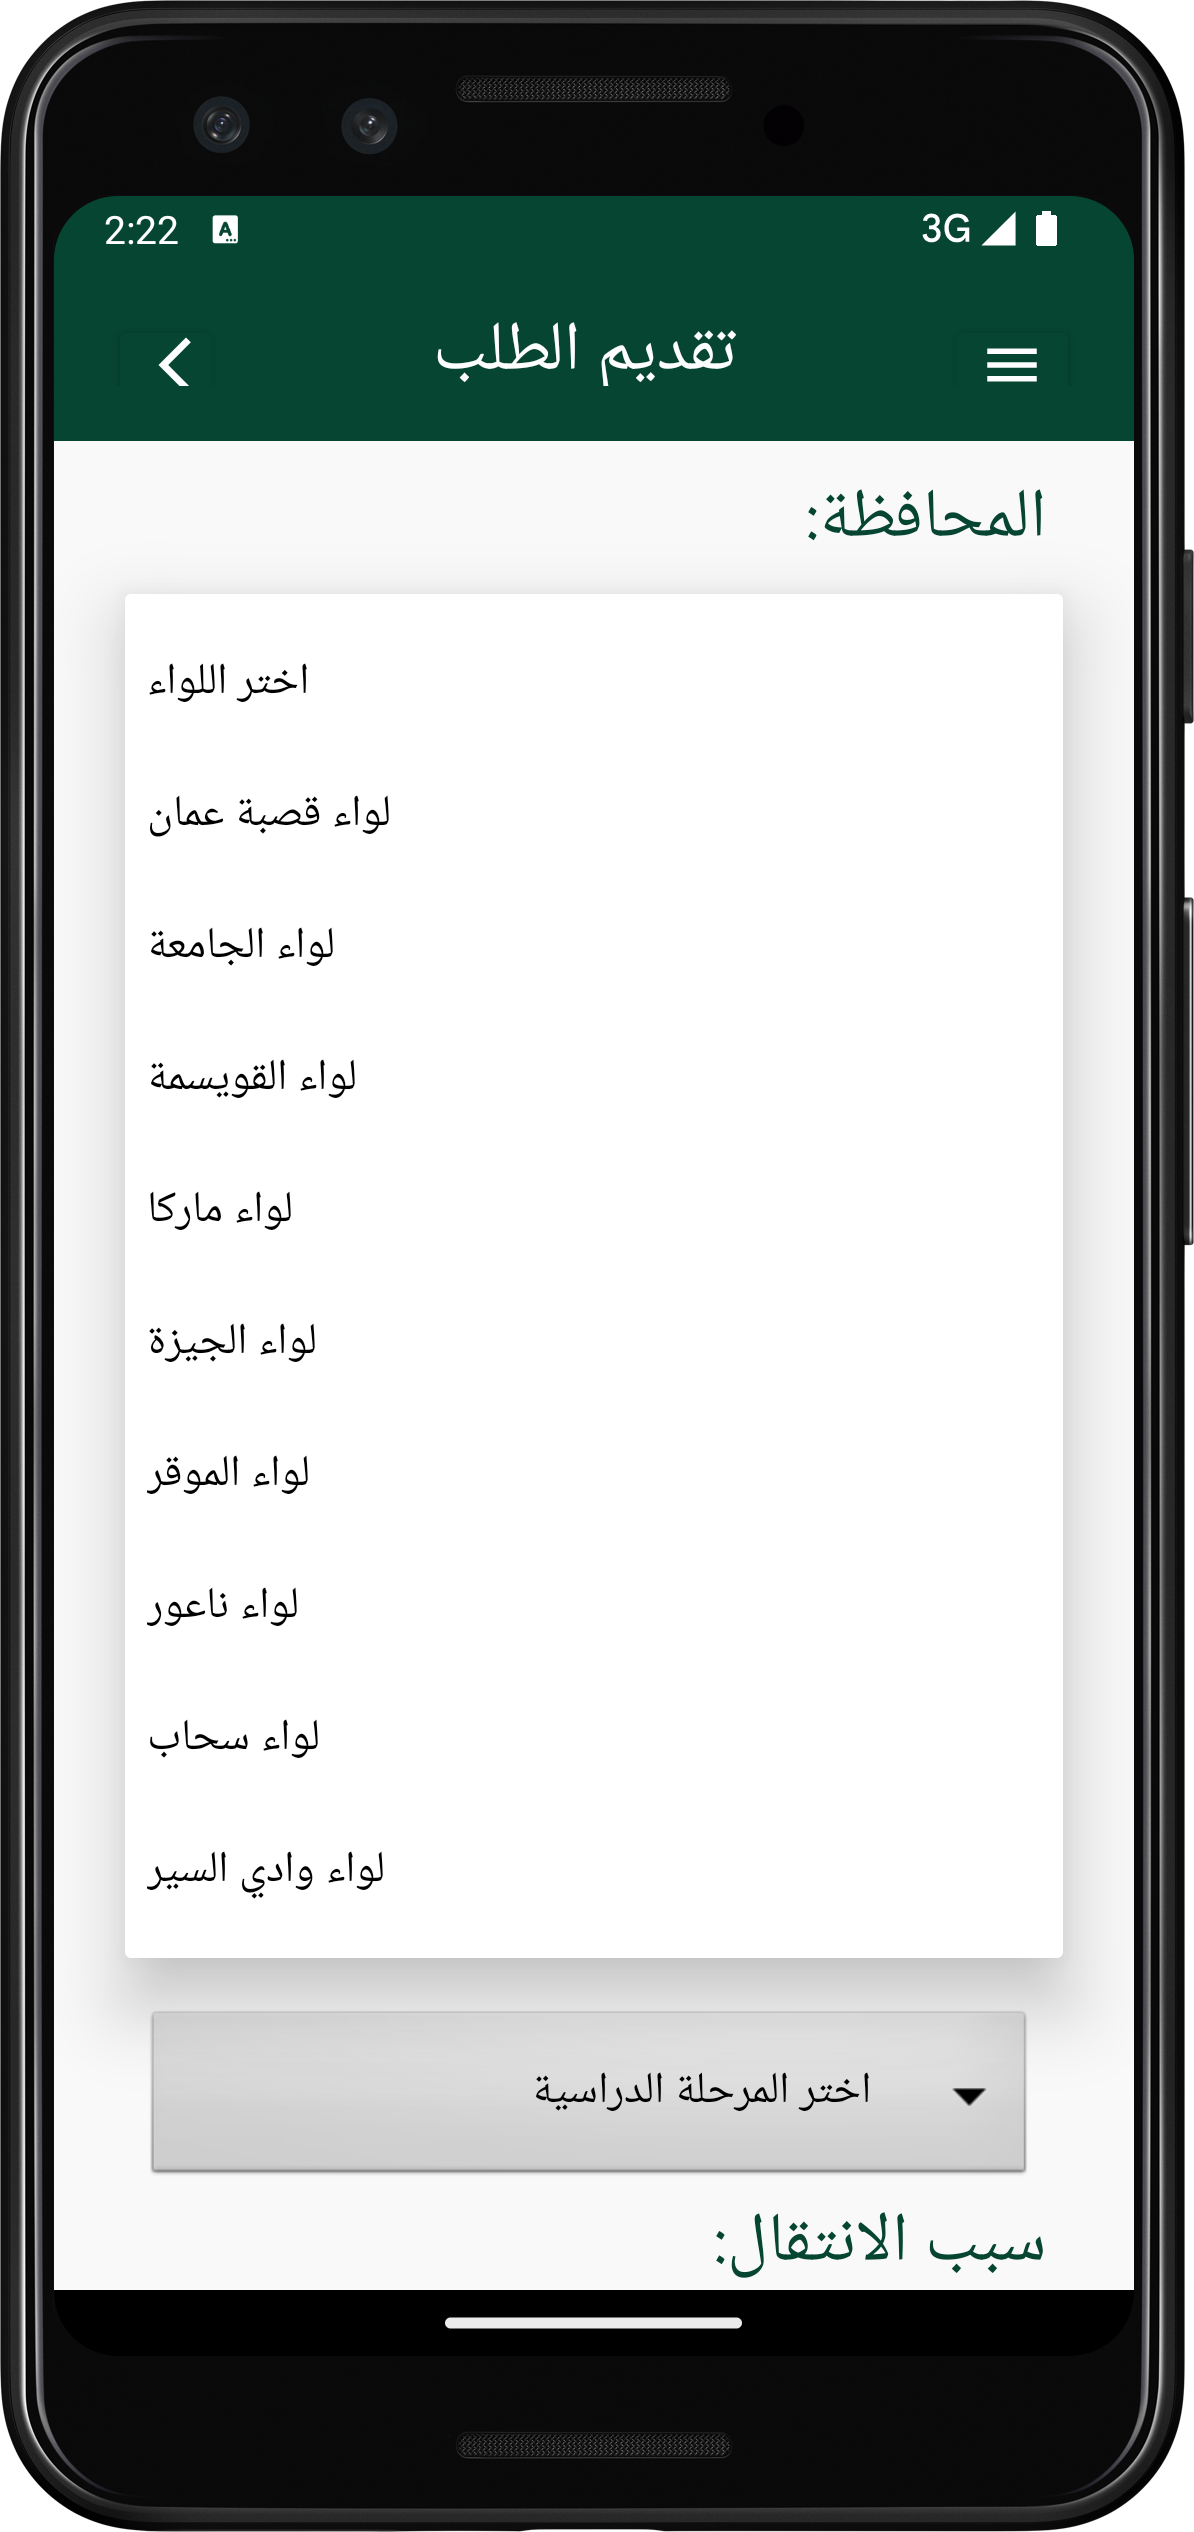 2:22
3G
تقديم الطلب
المحافظة:
اختر اللواء
لواء قصبة عمان
لواء الجامعة
لواء القويسمة
لواء ماركا
لواء الجيزة
لواء الموقر
لواء ناعور
لواء سحاب
لواء وادي السير
اختر المرحلة الدراسية
سبب الانتقال: